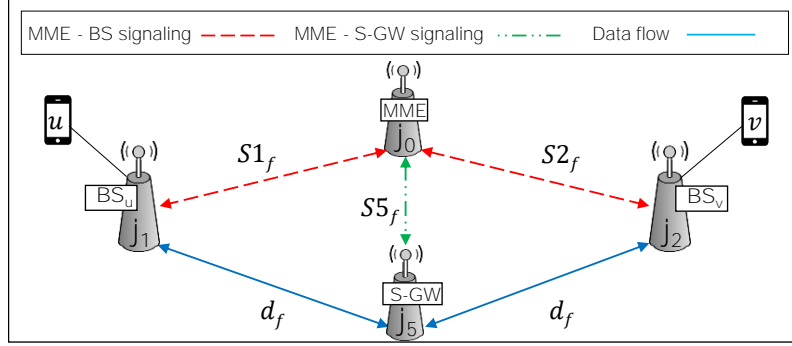 MME - BS signaling MME - S-GW signaling Data flow
MME
u
v
j0
S1f
S2f
BSu
BSv
S5f
j1
j2
S-GW
df
df
j5